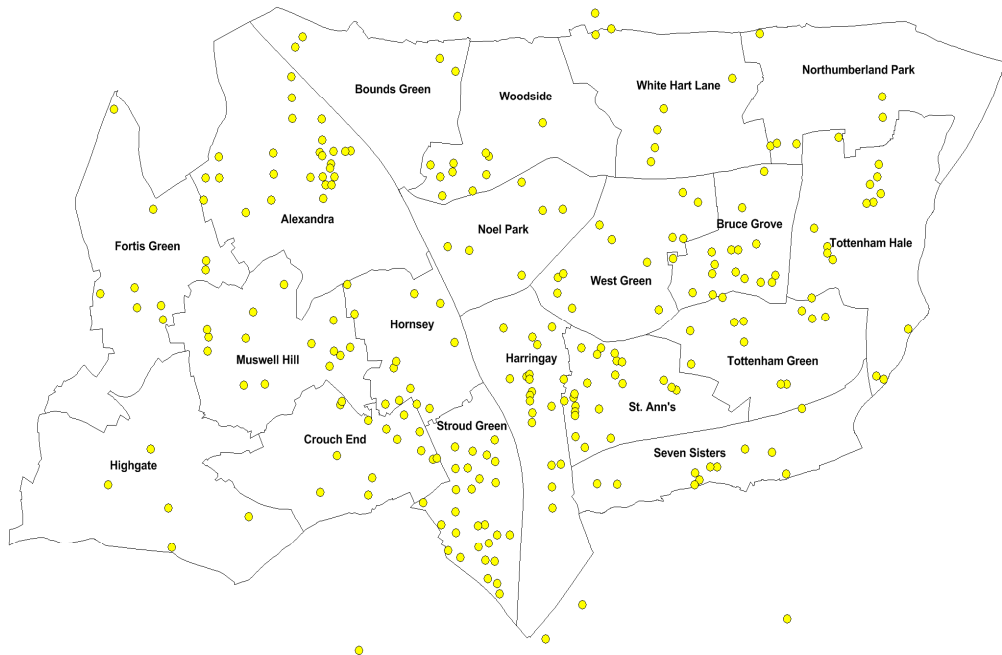 Northumberland Park
White Hart Lane
Bounds Green
Woodside
Alexandra
Bruce Grove
Noel Park
Fortis Green
Tottenham Hale
West Green
Hornsey
Muswell Hill
Harringay
Tottenham Green
St. Ann's
Stroud Green
Crouch End
Seven Sisters
Highgate